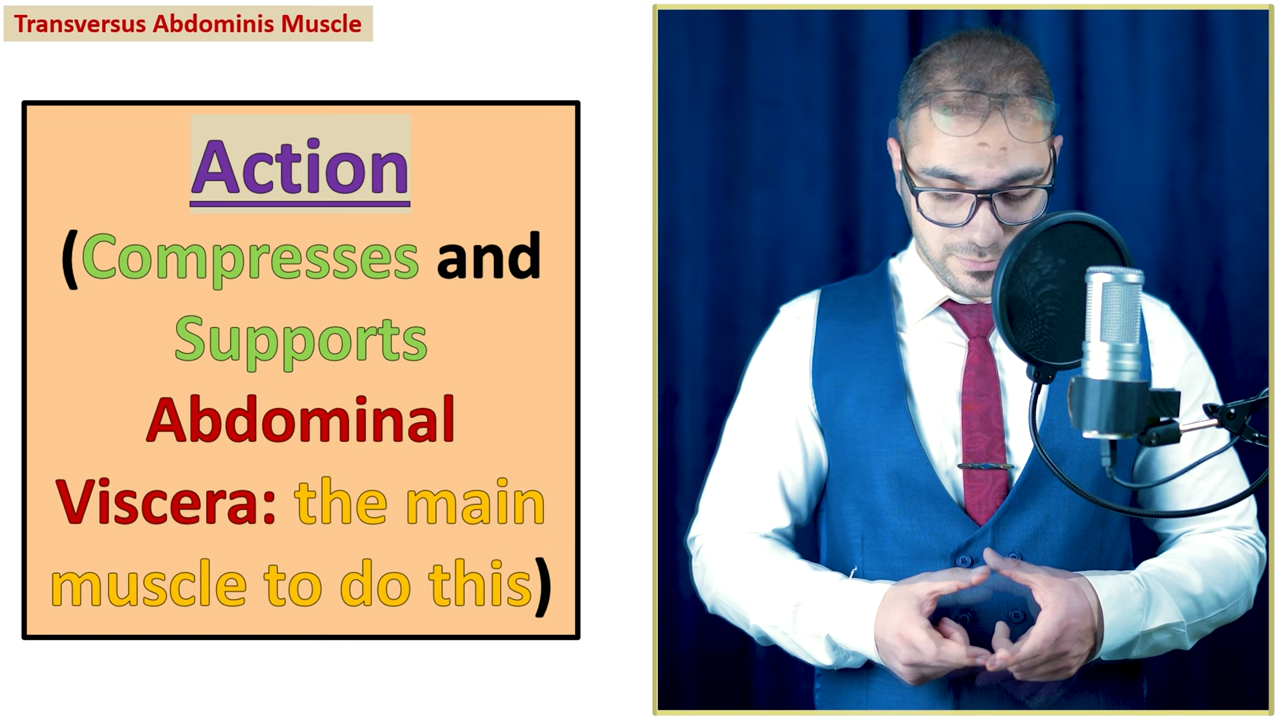 Transversus Abdominis Muscle
Action
(Compresses and
Supports
Abdominal
Viscera: the main
muscle to do this)